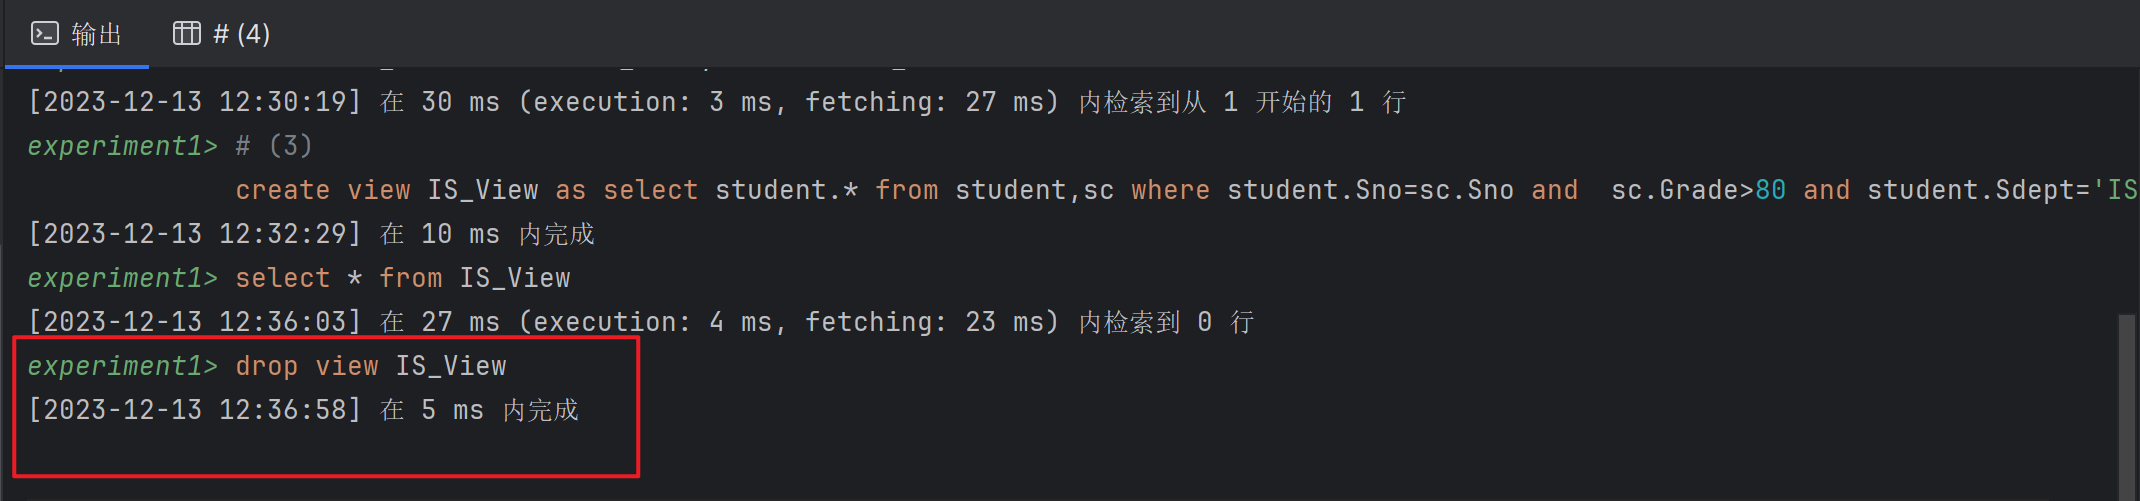 输出 # (4)
[2023-12-13 12:30:19] 在 30 ms (execution: 3 ms, fetching: 27 ms) 内检索到从 1 开始的 1 行
experiment1> # (3)
create view IS_View as select student.* from student,sc where student.Sno=sc.Sno and  sc.Grade>80 and student.Sdept='IS
[2023-12-13 12:32:29] 在 10 ms 内完成
experiment1> select * from IS_View
[2023-12-13 12:36:03] 在 27 ms (execution: 4 ms, fetching: 23 ms) 内检索到 0 行
experiment1> drop view IS_View
[2023-12-13 12:36:58] 在 5 ms 内完成